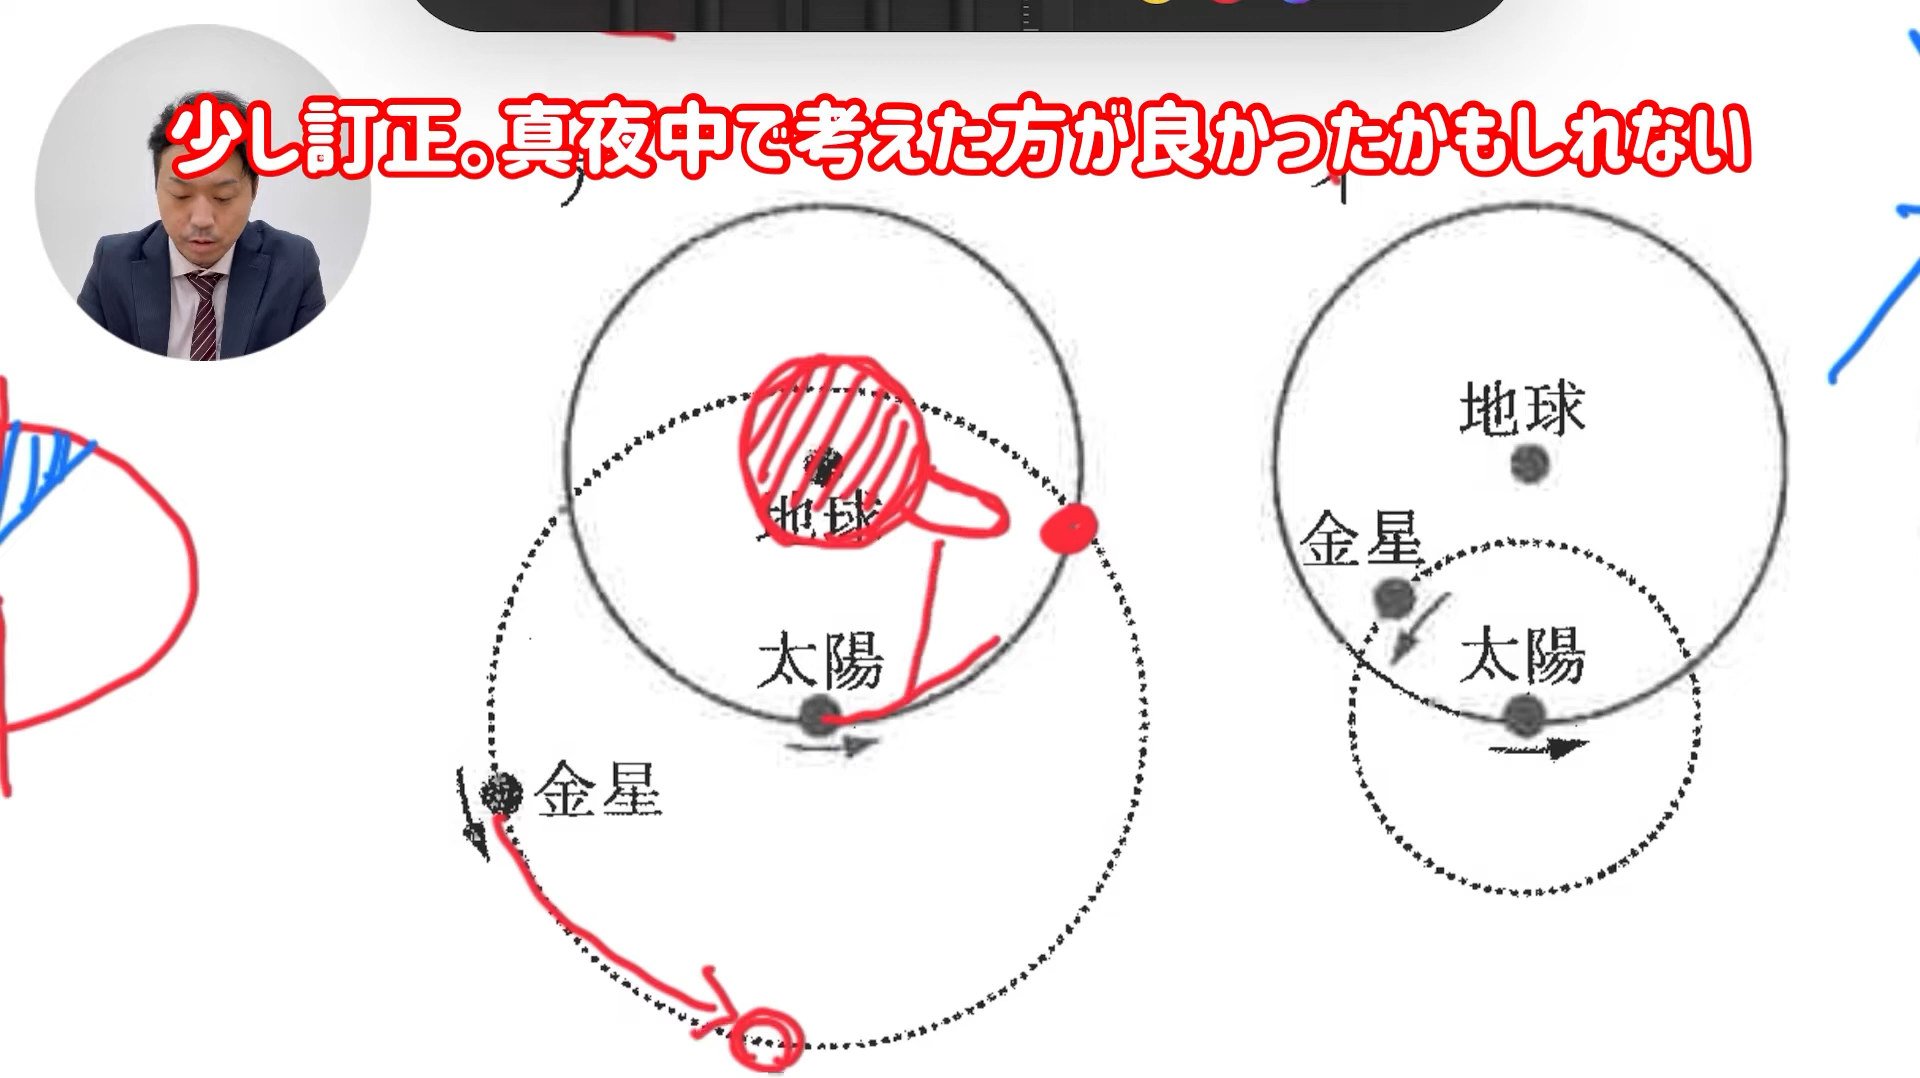 少し訂正。真夜中で考えた方が良かったかもしれない
イ
地球
地球
金星
太陽
太陽
金星